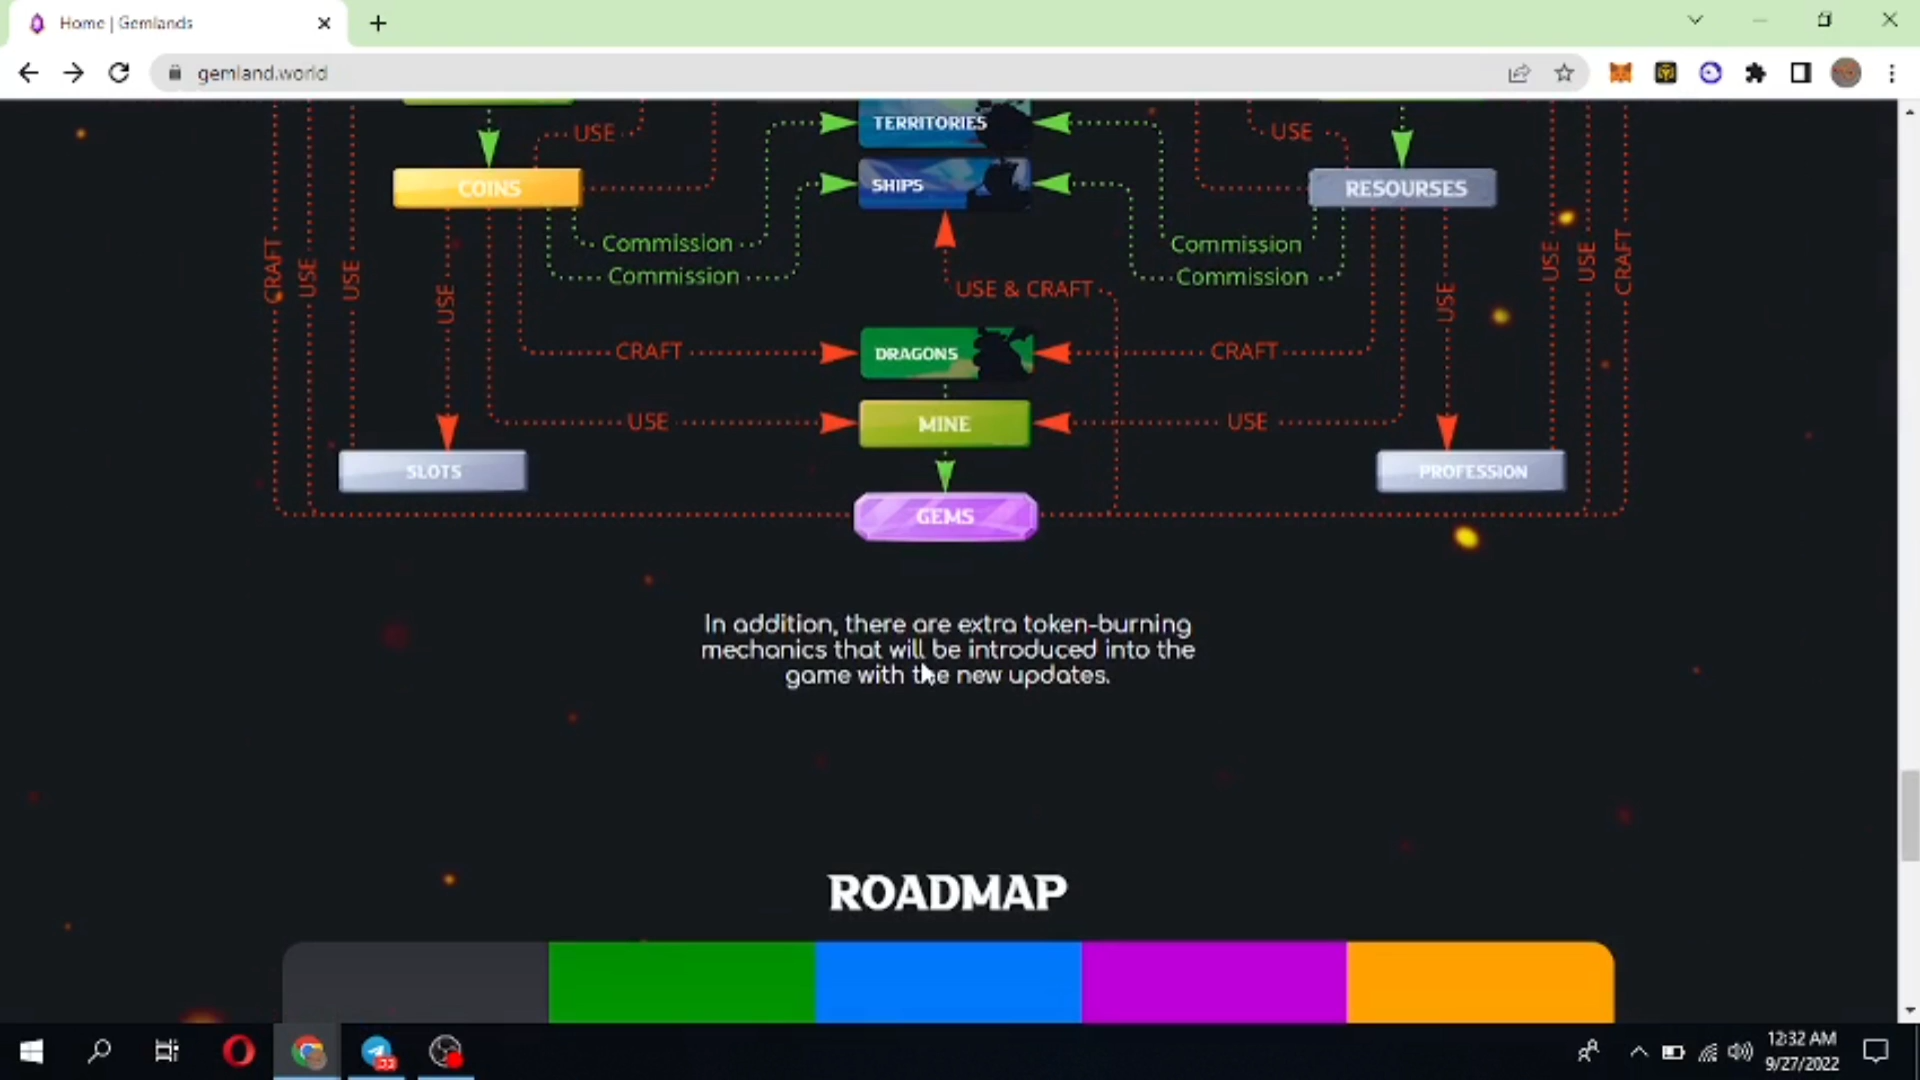 Home | Gemlands
gemland.world
TERRITORIES
USE
USE
COINS
SHIPS
RESOURSES
Commission
Commission
Commission
Commission
CRAFT
USE
USE
USE
USE & CRAFT
USE
USE
USE
CRAFT
CRAFT
DRAGONS
CRAFT
USE
MINE
USE
SLOTS
PROFESSION
GEMS
In addition, there are extra token-burning
mechanics that will be introduced into the
game with the new updates.
ROADMAP
12:32 AM
9/27/2022